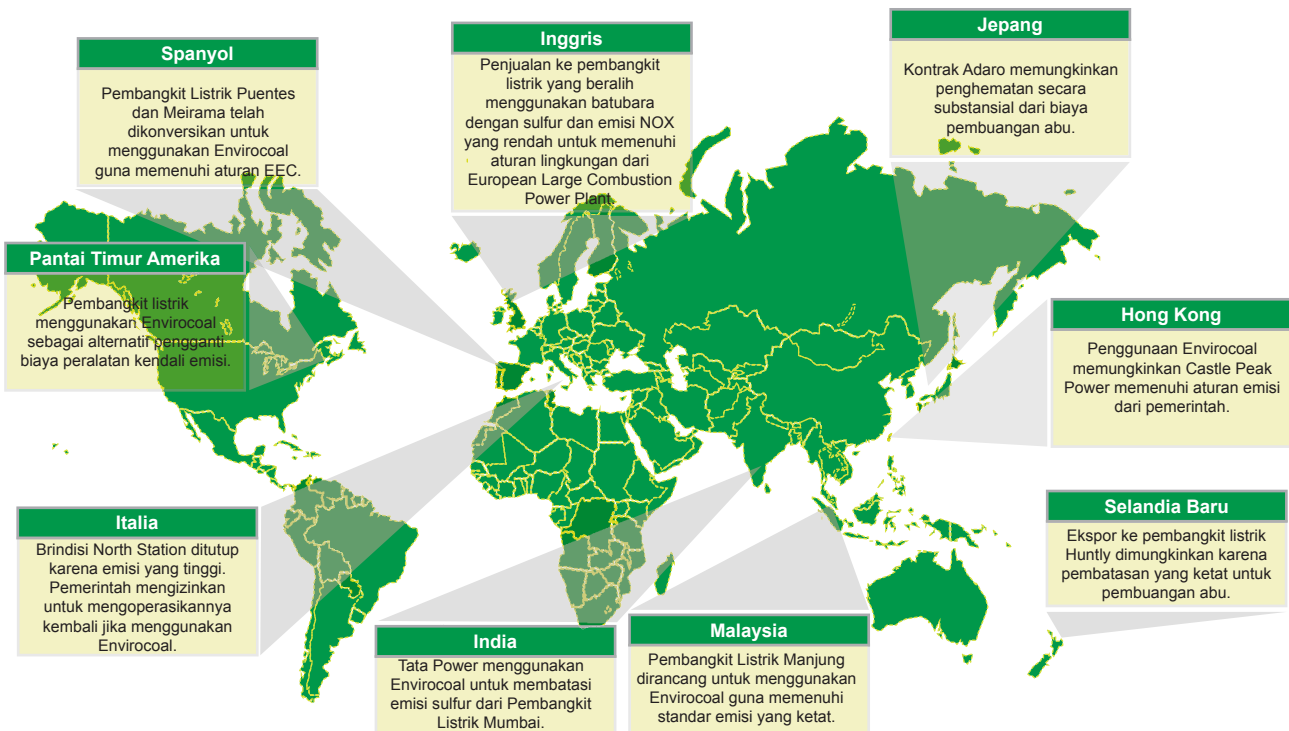 Spanyol
Pembangkit Listrik Puentes
dan Meirama telah
dikonversikan untuk
menggunakan Envirocoal
guna memenuhi aturan EEC.
Inggris
Penjualan ke pembangkit
listrik yang beralih
menggunakan batubara
dengan sulfur dan emisi NOX
yang rendah untuk memenuhi
aturan lingkungan dari
European Large Combustion
Power Plant.
Jepang
Kontrak Adaro memungkinkan
penghematan secara
substansial dari biaya
pembuangan abu.
Pantai Timur Amerika
Pembangkit listrik
menggunakan Envirocoal
sebagai alternatif pengganti
biaya peralatan kendali emisi.
Hong Kong
Penggunaan Envirocoal
memungkinkan Castle Peak
Power memenuhi aturan emisi
dari pemerintah.
Italia
Brindisi North Station ditutup
karena emisi yang tinggi.
Pemerintah mengizinkan
untuk mengoperasikannya
kembali jika menggunakan
Envirocoal.
India
Tata Power menggunakan
Envirocoal untuk membatasi
emisi sulfur dari Pembangkit
Listrik Mumbai.
Malaysia
Pembangkit Listrik Manjung
dirancang untuk menggunakan
Envirocoal guna memenuhi
standar emisi yang ketat.
Selandia Baru
Ekspor ke pembangkit listrik
Huntly dimungkinkan karena
pembatasan yang ketat untuk
pembuangan abu.